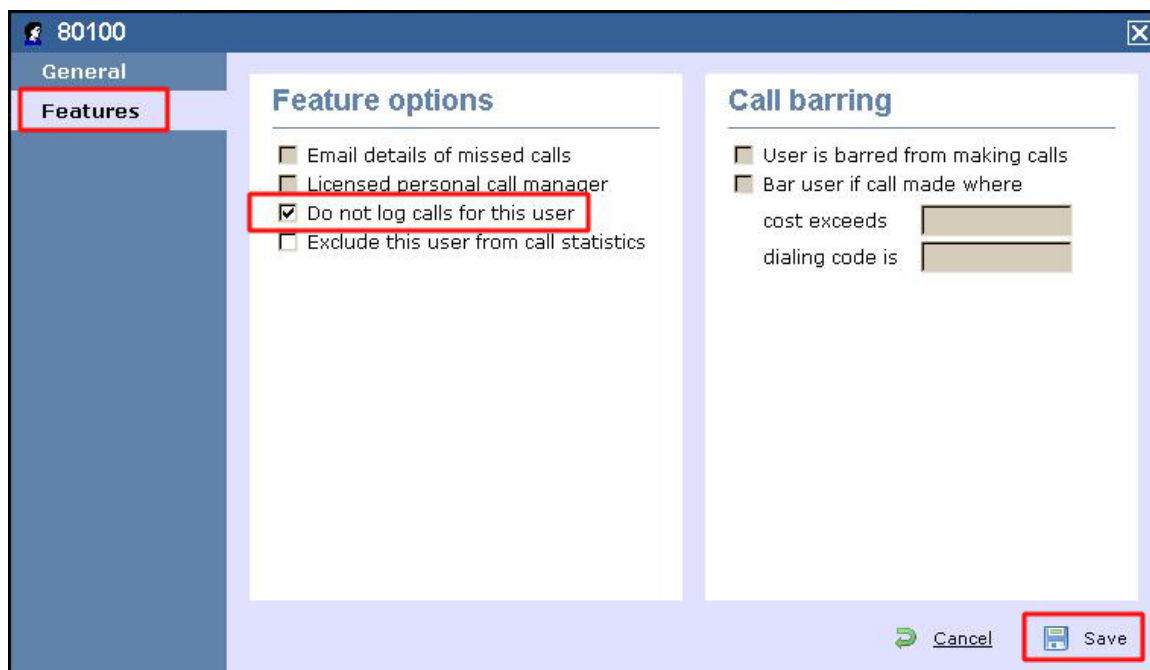 80100
General
Features
Feature options
Email details of missed calls
Licensed personal call manager
Do not log calls for this user
Exclude this user from call statistics
Call barring
User is barred from making calls
Bar user if call made where
cost exceeds
dialing code is
Cancel
Save